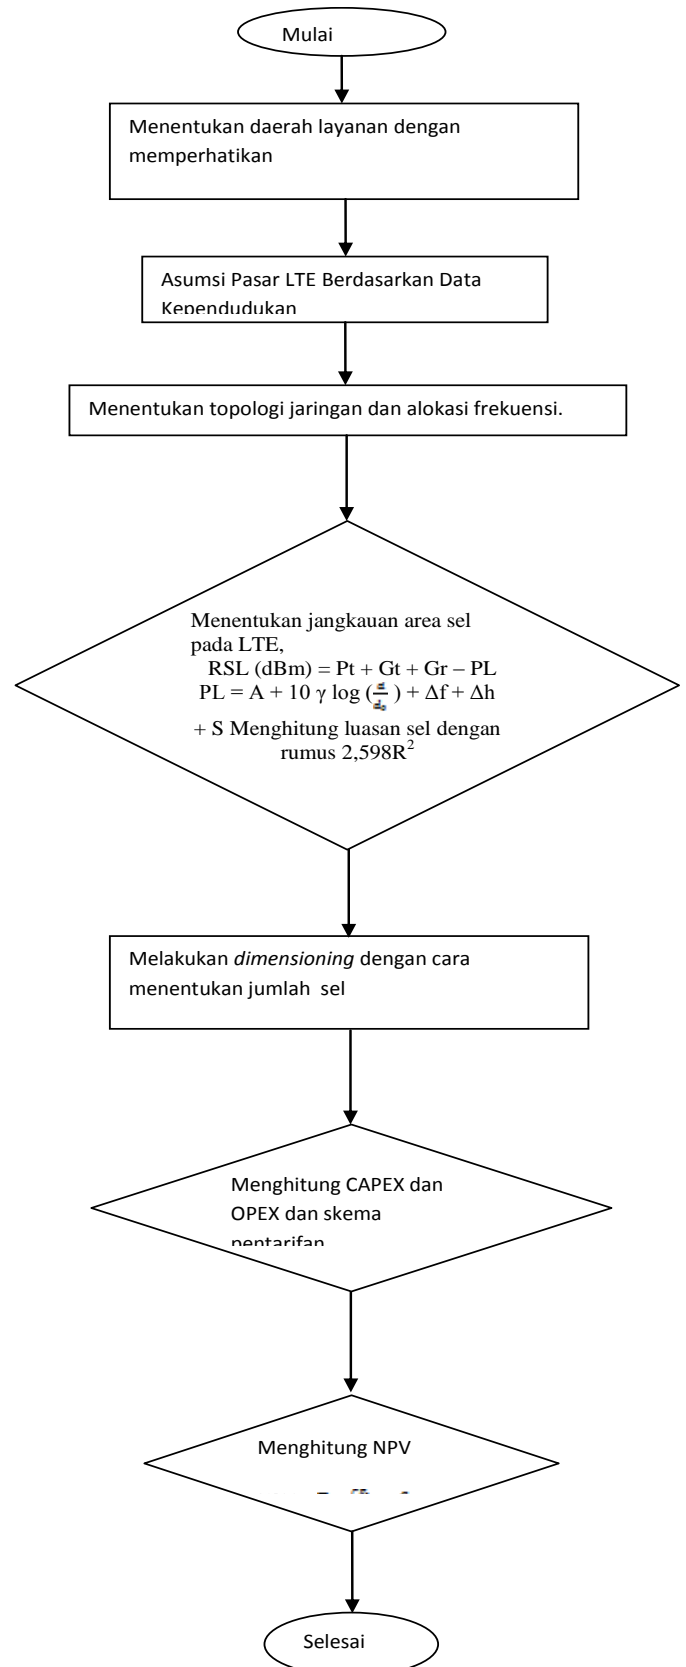 Mulai
Menentukan daerah layanan dengan
memperhatikan
Asumsi Pasar LTE Berdasarkan Data
Kependudukan
Menentukan topologi jaringan dan alokasi frekuensi.
Menentukan jangkauan area sel
pada LTE,
RSL (dBm) = Pt + Gt + Gr – PL
PL = A + 10 γ log (d/d₀) + Δf + Δh
+ S Menghitung luasan sel dengan
rumus 2,598R²
Melakukan dimensioning dengan cara
menentukan jumlah sel
Menghitung CAPEX dan
OPEX dan skema
pentarifan
Menghitung NPV
Selesai